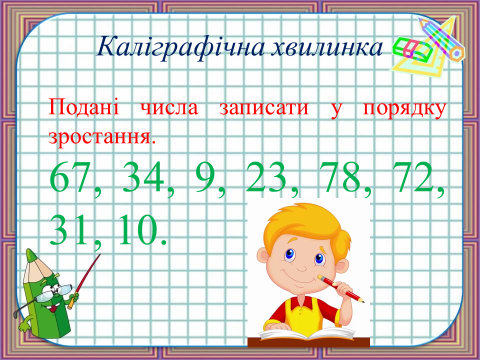 Каліграфічна хвилинка
Подані числа записати у порядку
зростання.
67, 34, 9, 23, 78, 72,
31, 10.